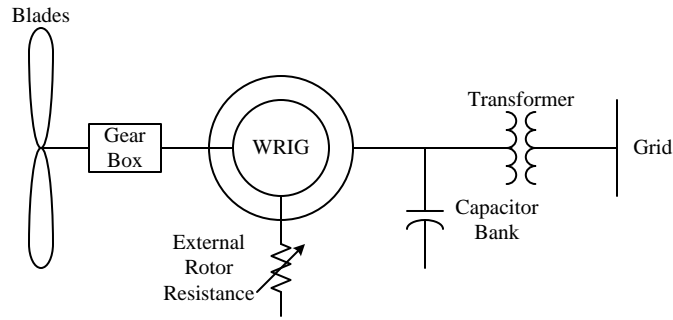 Blades
Gear
Box
WRIG
Transformer
Grid
Capacitor
Bank
External
Rotor
Resistance